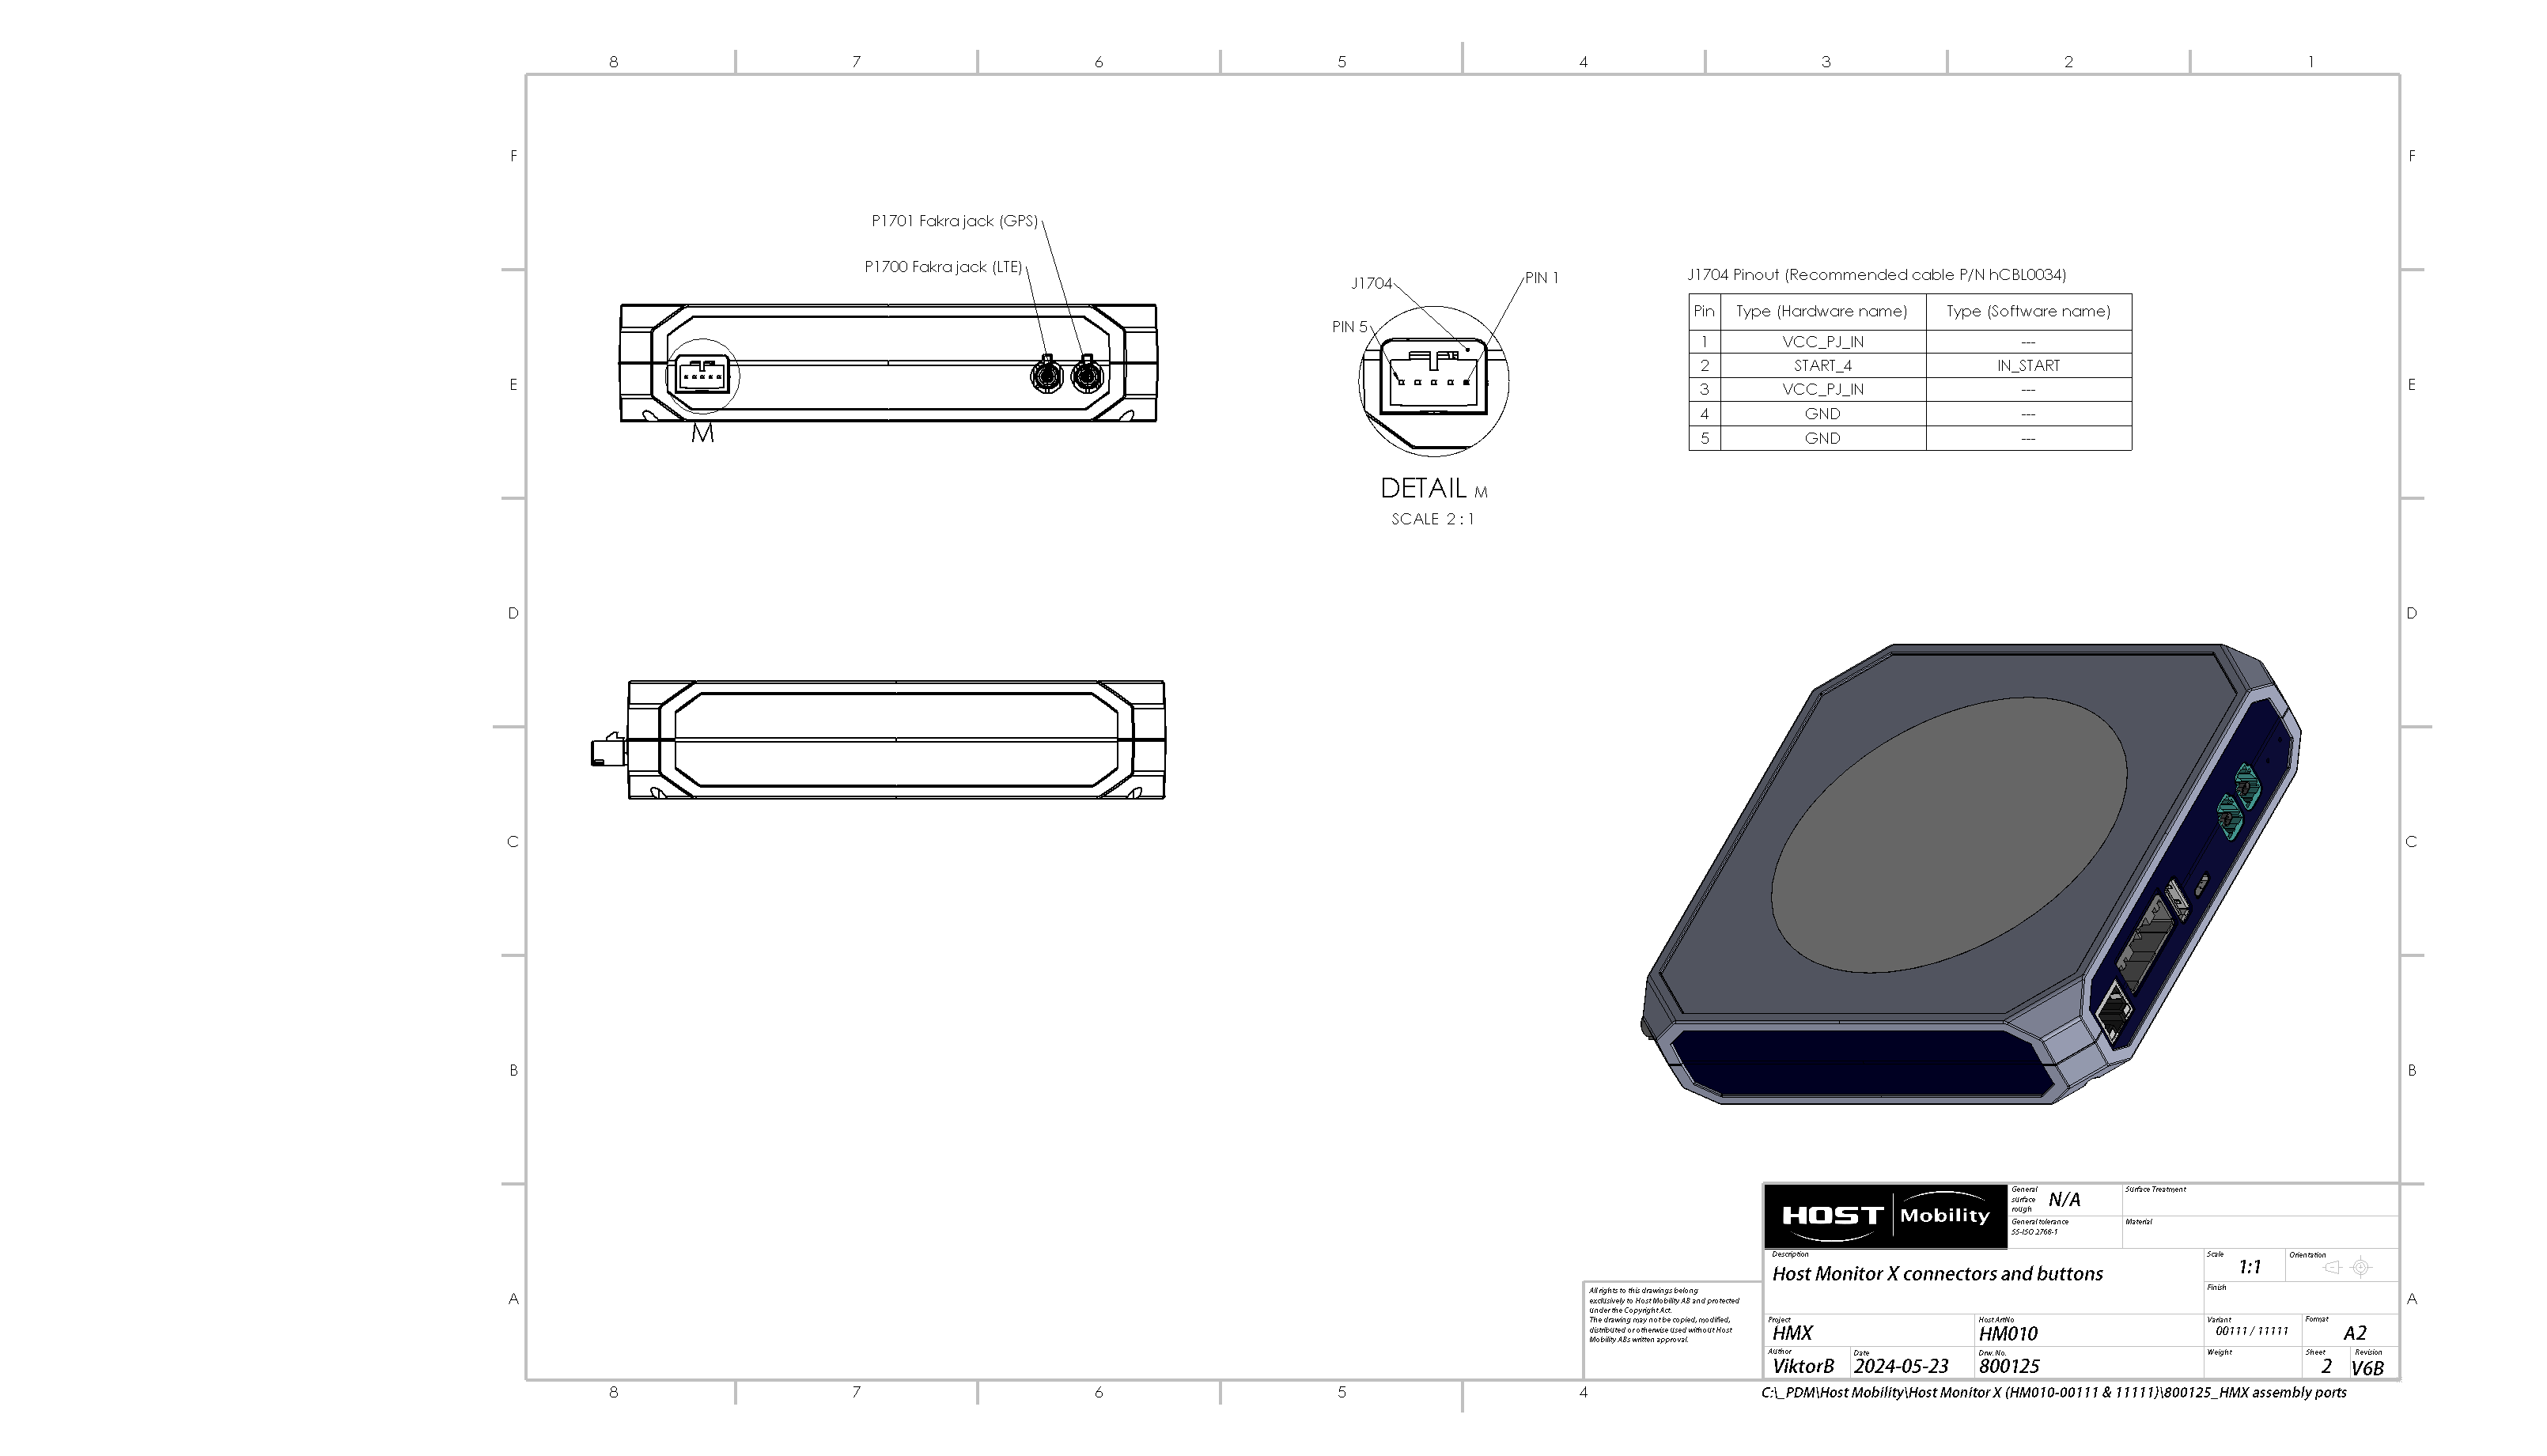 8 7 6 5 4 3 2 1
F F
P1701 Fakra jack (GPS)
P1700 Fakra jack (LTE)
M
J1704
PIN 1
PIN 5
DETAIL M
SCALE 2 : 1
J1704 Pinout (Recommended cable P/N hCBL0034)
Pin Type (Hardware name) Type (Software name)
1 VCC_PJ_IN ---
2 START_4 IN_START
3 VCC_PJ_IN ---
4 GND ---
5 GND ---
E E
D D
C C
B B
A A
HOST Mobility
General
surface
rough
N/A
Surface Treatment
General tolerance
SS-ISO 2768-1
Material
Description
Host Monitor X connectors and buttons
Scale
1:1
Orientation
Finish
All rights to this drawings belong
exclusively to Host Mobility AB and protected
under the Copyright Act.
The drawing may not be copied, modified,
distributed or otherwise used without Host
Mobility ABs written approval.
Project
HMX
Host ArtNo
HM010
Variant
00111 / 11111
Format
A2
Author
ViktorB
Date
2024-05-23
Drw. No.
800125
Weight
Sheet
2
Revision
V6B
8 7 6 5 4
C:\_PDM\Host Mobility\Host Monitor X (HM010-00111 & 11111)\800125_HMX assembly ports